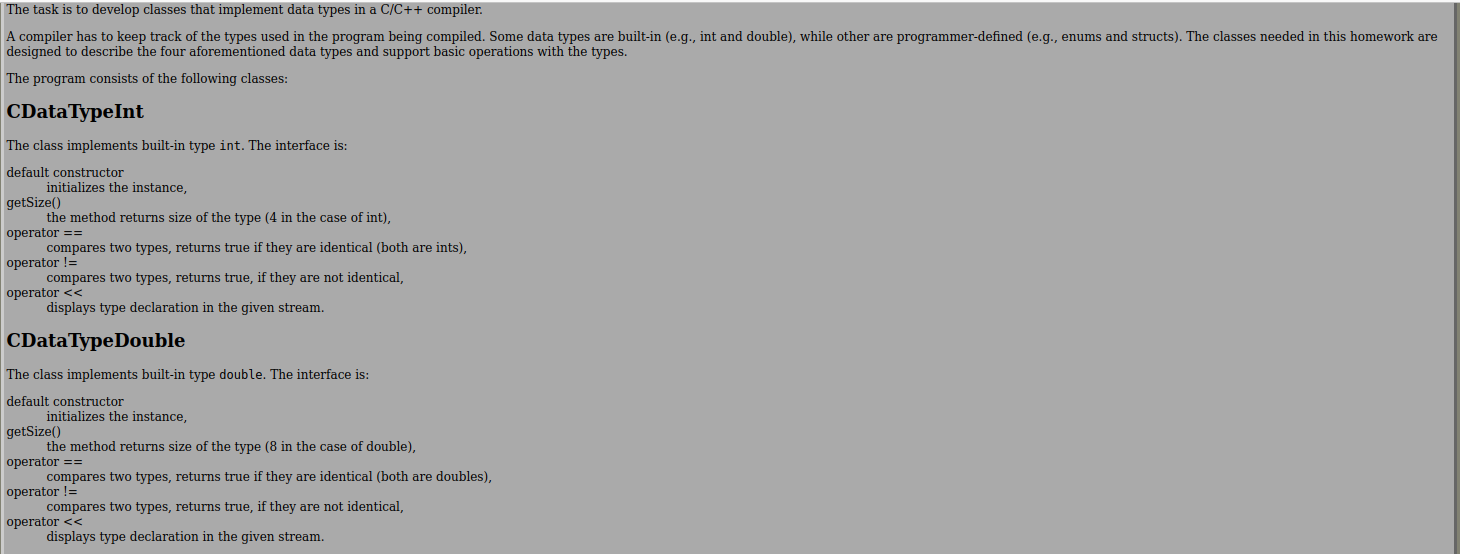 The task is to develop classes that implement data types in a C/C++ compiler.
A compiler has to keep track of the types used in the program being compiled. Some data types are built-in (e.g., int and double), while other are programmer-defined (e.g., enums and structs). The classes needed in this homework are
designed to describe the four aforementioned data types and support basic operations with the types.
The program consists of the following classes:
CDataTypeInt
The class implements built-in type int. The interface is:
default constructor
initializes the instance,
getSize()
the method returns size of the type (4 in the case of int),
operator ==
compares two types, returns true if they are identical (both are ints),
operator !=
compares two types, returns true, if they are not identical,
operator <<
displays type declaration in the given stream.
CDataTypeDouble
The class implements built-in type double. The interface is:
default constructor
initializes the instance,
getSize()
the method returns size of the type (8 in the case of double),
operator ==
compares two types, returns true if they are identical (both are doubles),
operator !=
compares two types, returns true, if they are not identical,
operator <<
displays type declaration in the given stream.